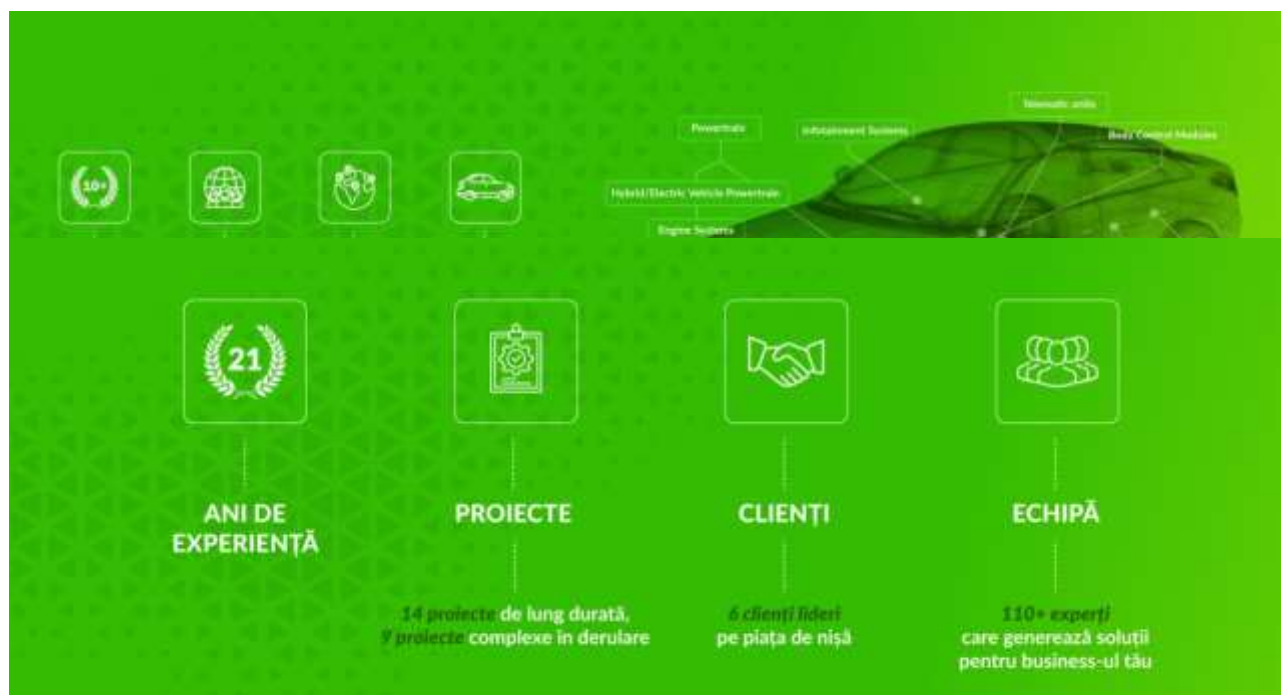 Telematic units
Powertrain
Infotainment Systems
Body Control Modules
10+
Hybrid/Electric Vehicle Powertrain
Engine Systems
21
ANI DE
EXPERIENȚĂ
PROIECTE
CLIENȚI
ECHIPĂ
14 proiecte de lung durată,
9 proiecte complexe în derulare
6 clienți lideri
pe piața de nișă
110+ experți
care generează soluții
pentru business-ul tău